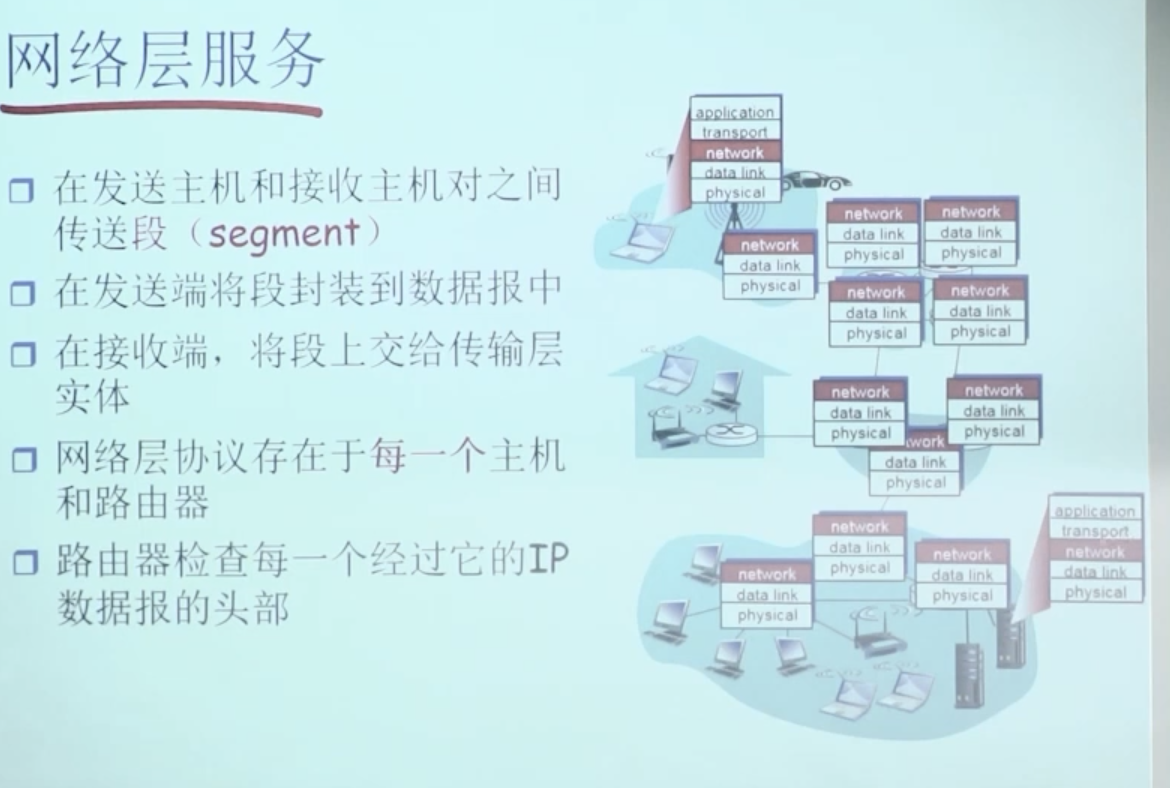 网络层服务
在发送主机和接收主机对之间
传送段（segment）
在发送端将段封装到数据报中
在接收端，将段上交给传输层
实体
网络层协议存在于每一个主机
和路由器
路由器检查每一个经过它的IP
数据报的头部
application
transport
network
data link
physical
network
data link
physical
network
data link
physical
network
data link
physical
network
data link
physical
network
data link
physical
network
data link
physical
network
data link
physical
work
data link
physical
network
data link
physical
network
data link
physical
network
data link
physical
application
transport
network
data link
physical